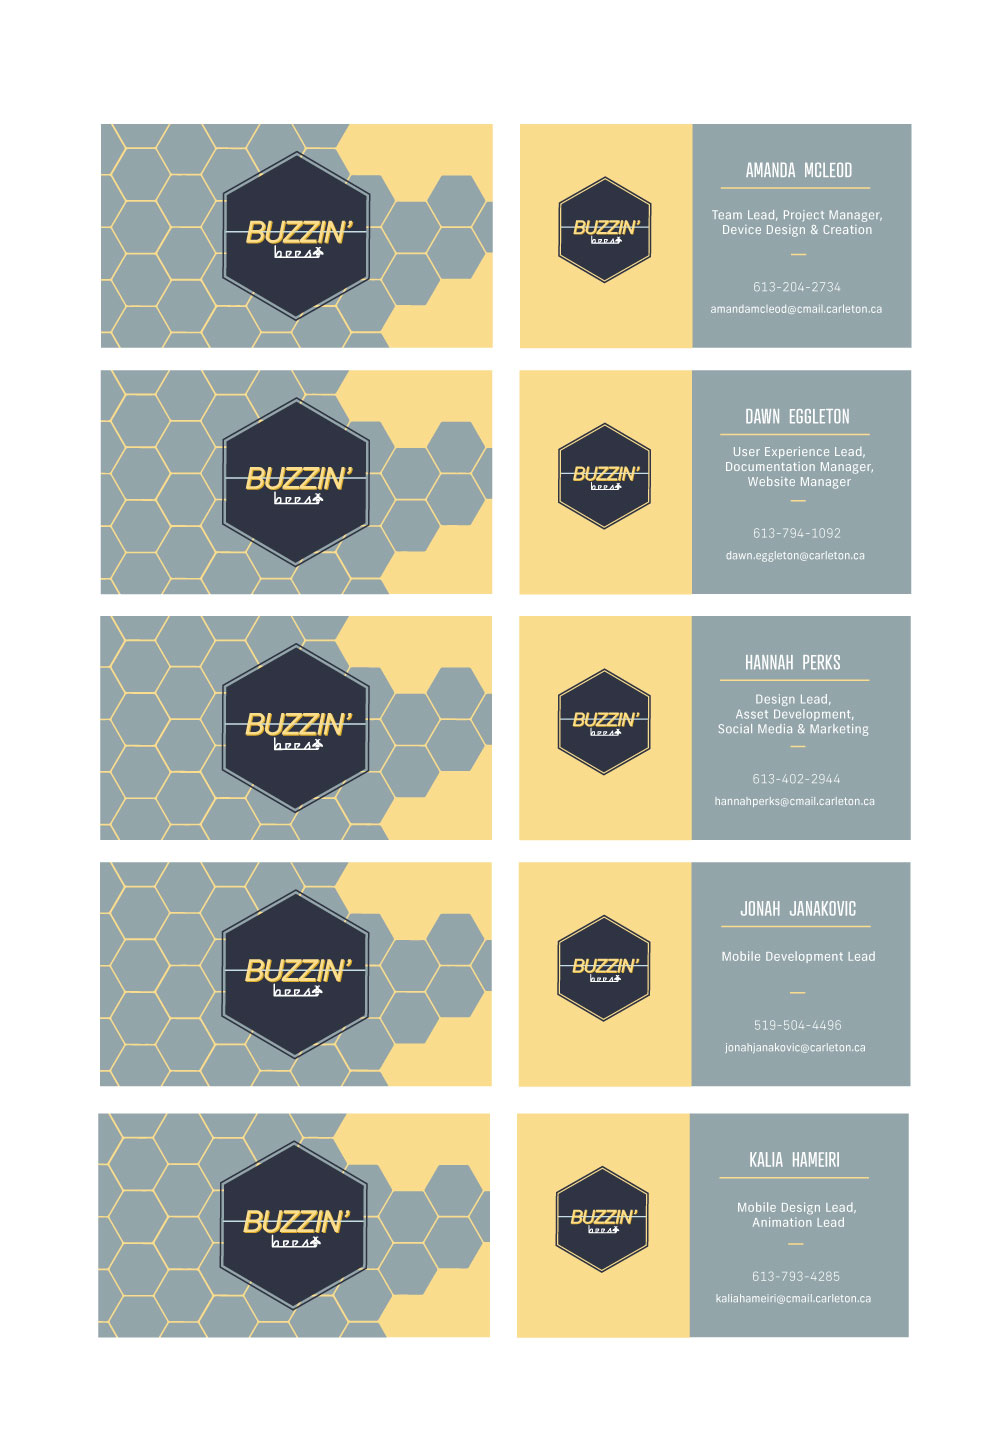 BUZZIN'
bees
BUZZIN'
bees
AMANDA MCLEOD
Team Lead, Project Manager,
Device Design & Creation
613-204-2734
amandamcleod@cmail.carleton.ca
BUZZIN'
bees
BUZZIN'
bees
DAWN EGGLETON
User Experience Lead,
Documentation Manager,
Website Manager
613-794-1092
dawn.eggleton@carleton.ca
BUZZIN'
bees
BUZZIN'
bees
HANNAH PERKS
Design Lead,
Asset Development,
Social Media & Marketing
613-402-2944
hannahperks@cmail.carleton.ca
BUZZIN'
bees
BUZZIN'
bees
JONAH JANAKOVIC
Mobile Development Lead
519-504-4496
jonahjanakovic@carleton.ca
BUZZIN'
bees
BUZZIN'
bees
KALIA HAMEIRI
Mobile Design Lead,
Animation Lead
613-793-4285
kaliahameiri@cmail.carleton.ca